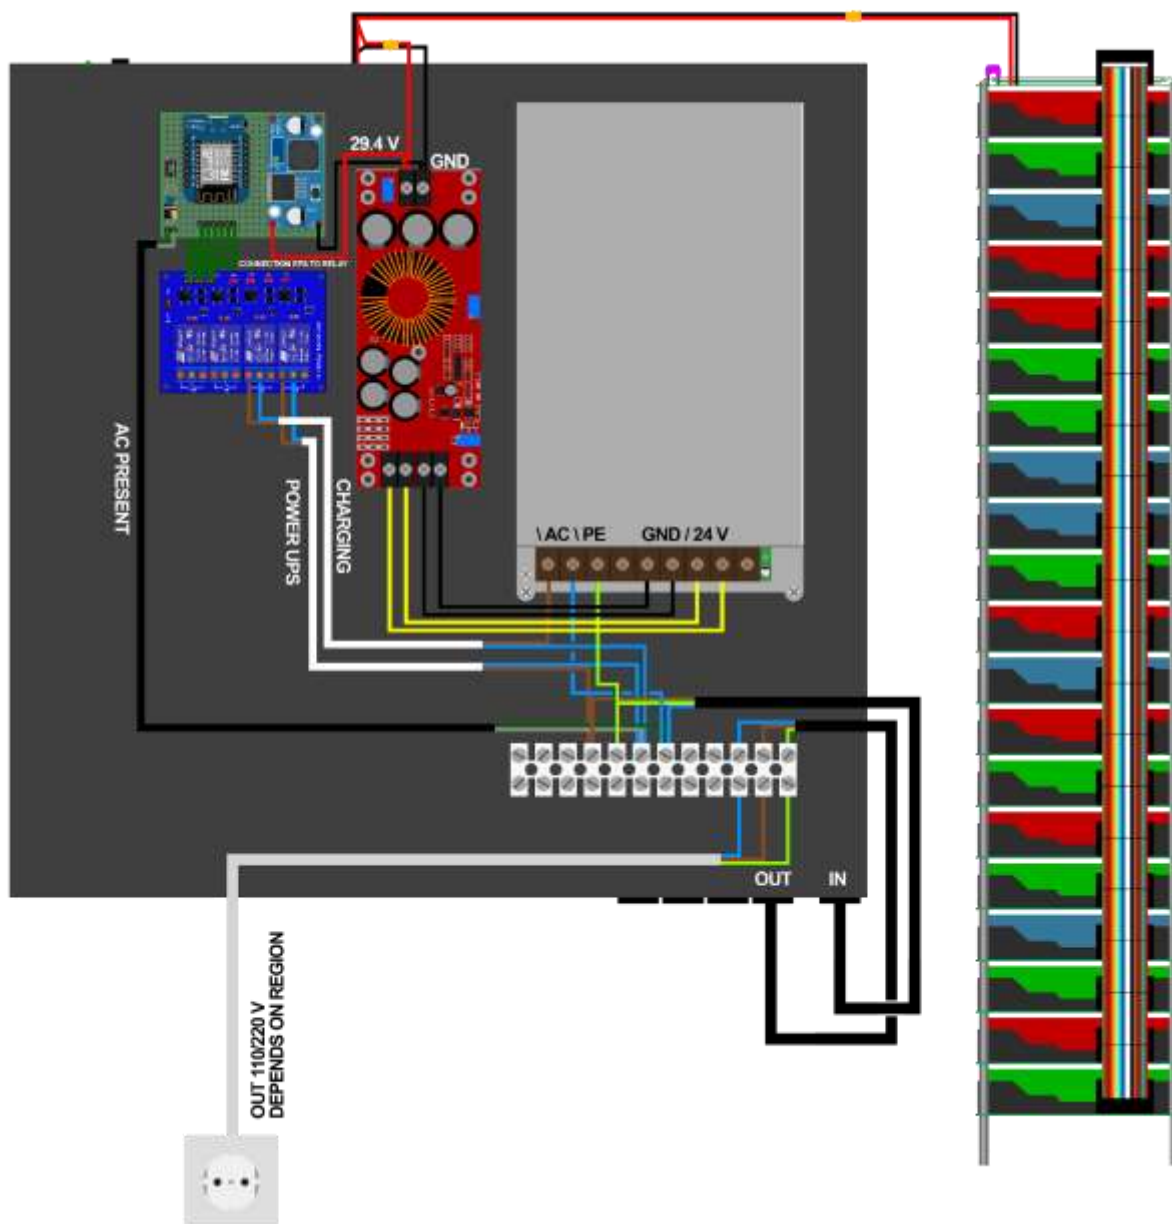 29.4 V
GND
CONNECTION FPA TO RELAY
AC PRESENT
POWER UPS
CHARGING
\ AC \ PE
GND / 24 V
OUT
IN
OUT 110/220 V
DEPENDS ON REGION